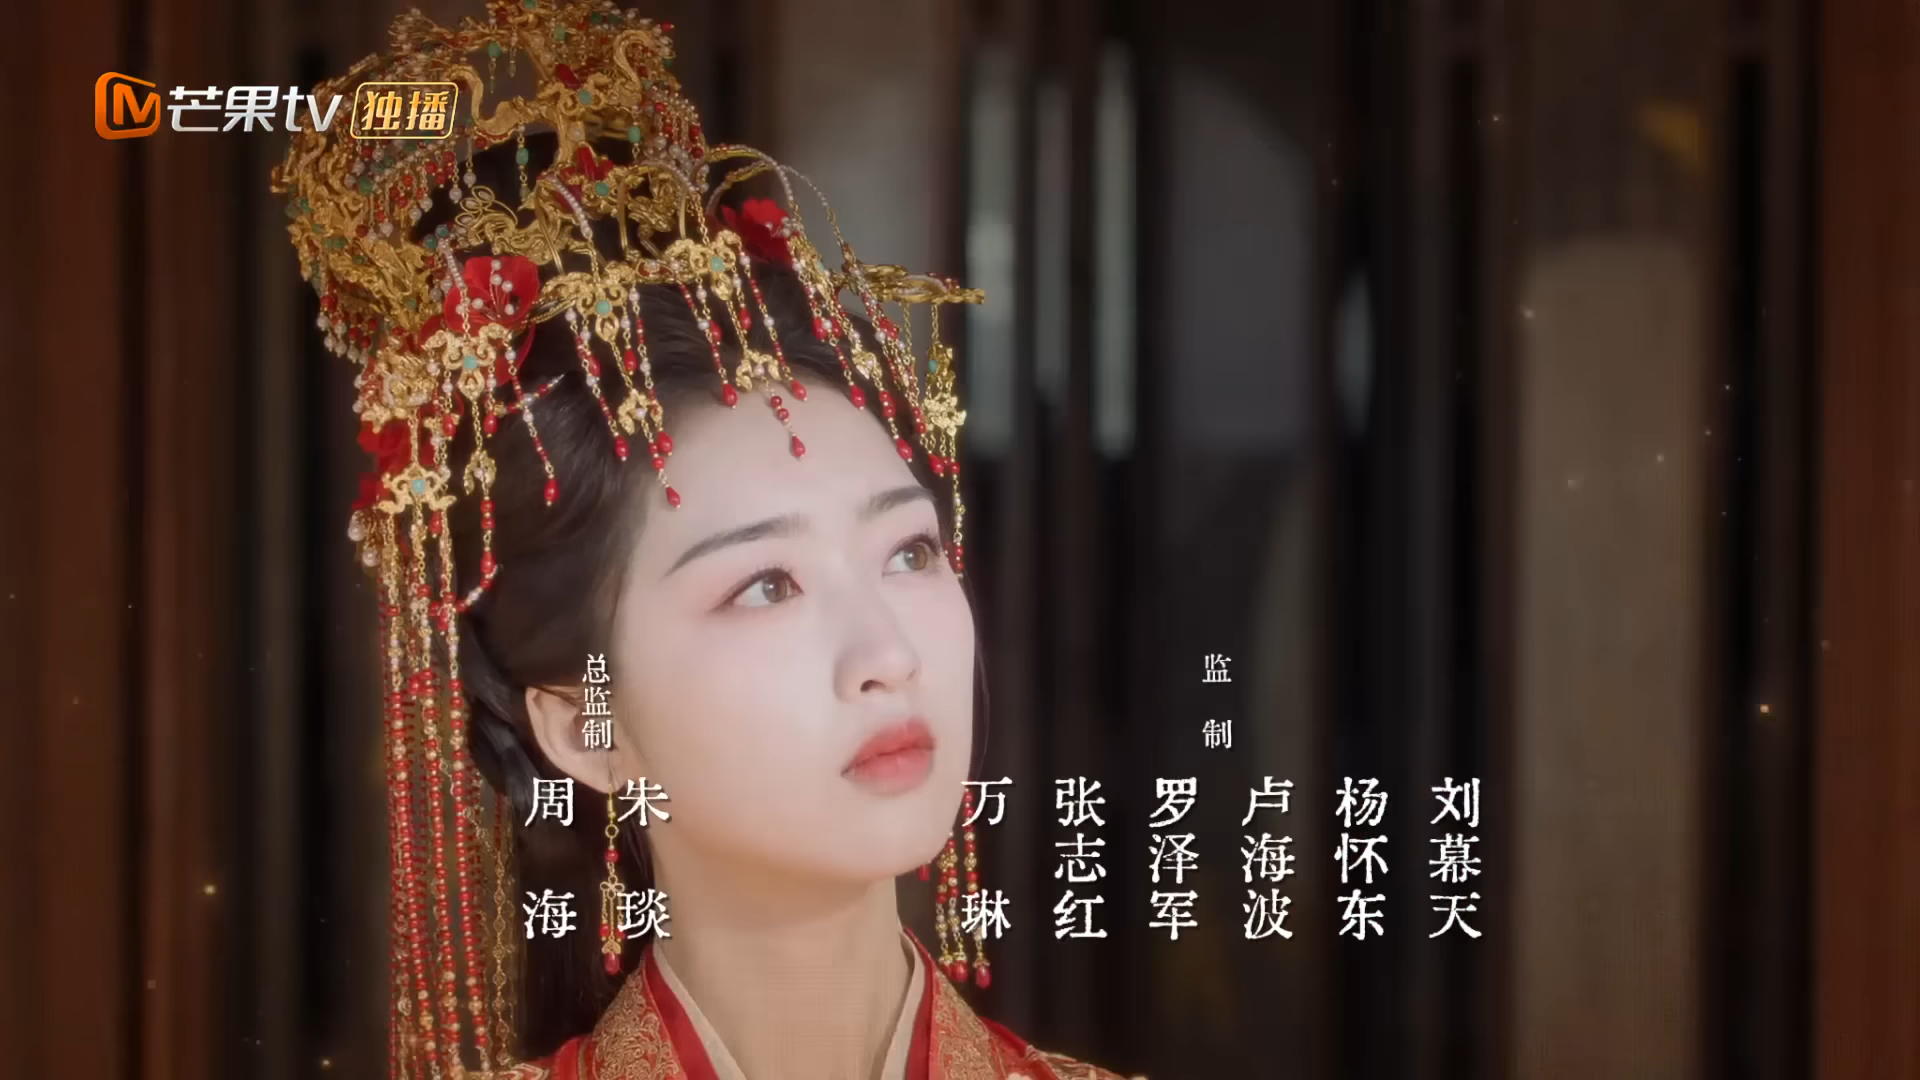 芒果tv 独播
总监制
周海
朱琰
监制
万琳
张志红
罗泽军
卢海波
杨怀东
刘幕天